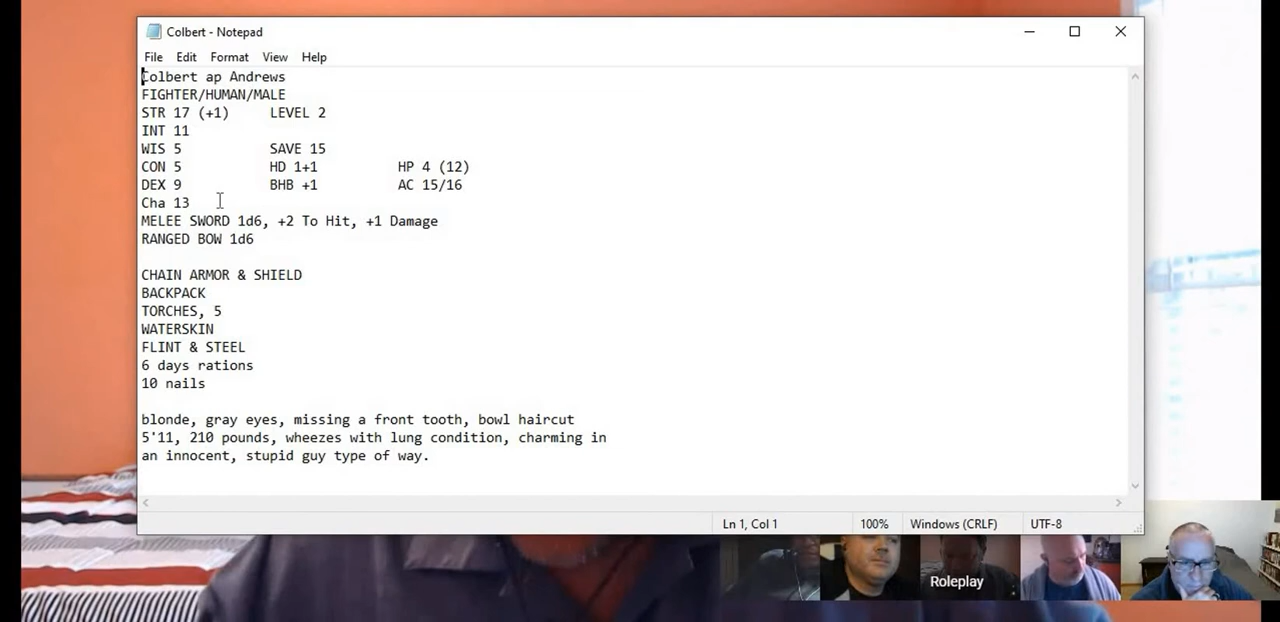 Colbert - Notepad
File Edit Format View Help
Colbert ap Andrews
FIGHTER/HUMAN/MALE
STR 17 (+1) LEVEL 2
INT 11
WIS 5 SAVE 15
CON 5 HD 1+1 HP 4 (12)
DEX 9 BHB +1 AC 15/16
Cha 13
MELEE SWORD 1d6, +2 To Hit, +1 Damage
RANGED BOW 1d6
CHAIN ARMOR & SHIELD
BACKPACK
TORCHES, 5
WATERSKIN
FLINT & STEEL
6 days rations
10 nails
blonde, gray eyes, missing a front tooth, bowl haircut
5'11, 210 pounds, wheezes with lung condition, charming in
an innocent, stupid guy type of way.
Ln 1, Col 1 100% Windows (CRLF) UTF-8
Roleplay